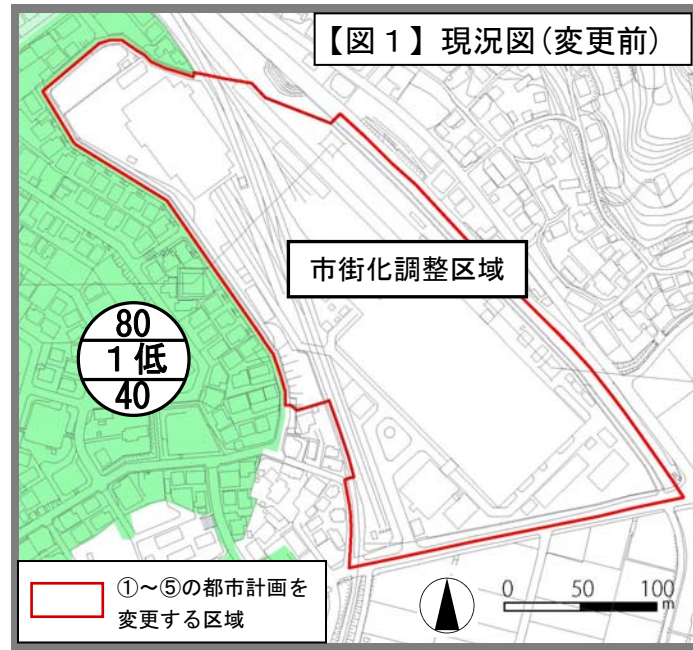 【図1】現況図(変更前)
市街化調整区域
80
1低
40
①~⑤の都市計画を
変更する区域
0 50 100
m